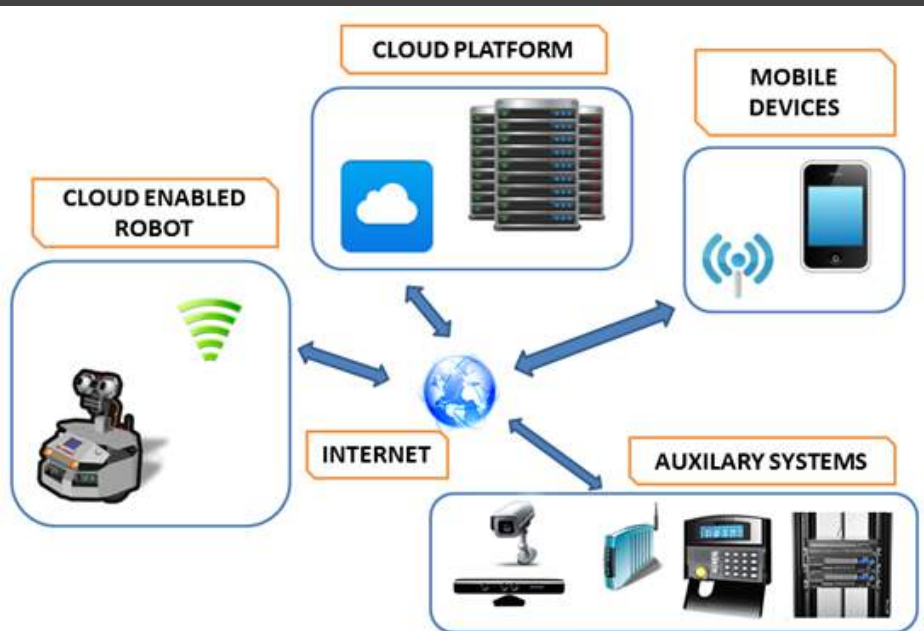 CLOUD PLATFORM
MOBILE
DEVICES
CLOUD ENABLED
ROBOT
INTERNET
AUXILARY SYSTEMS